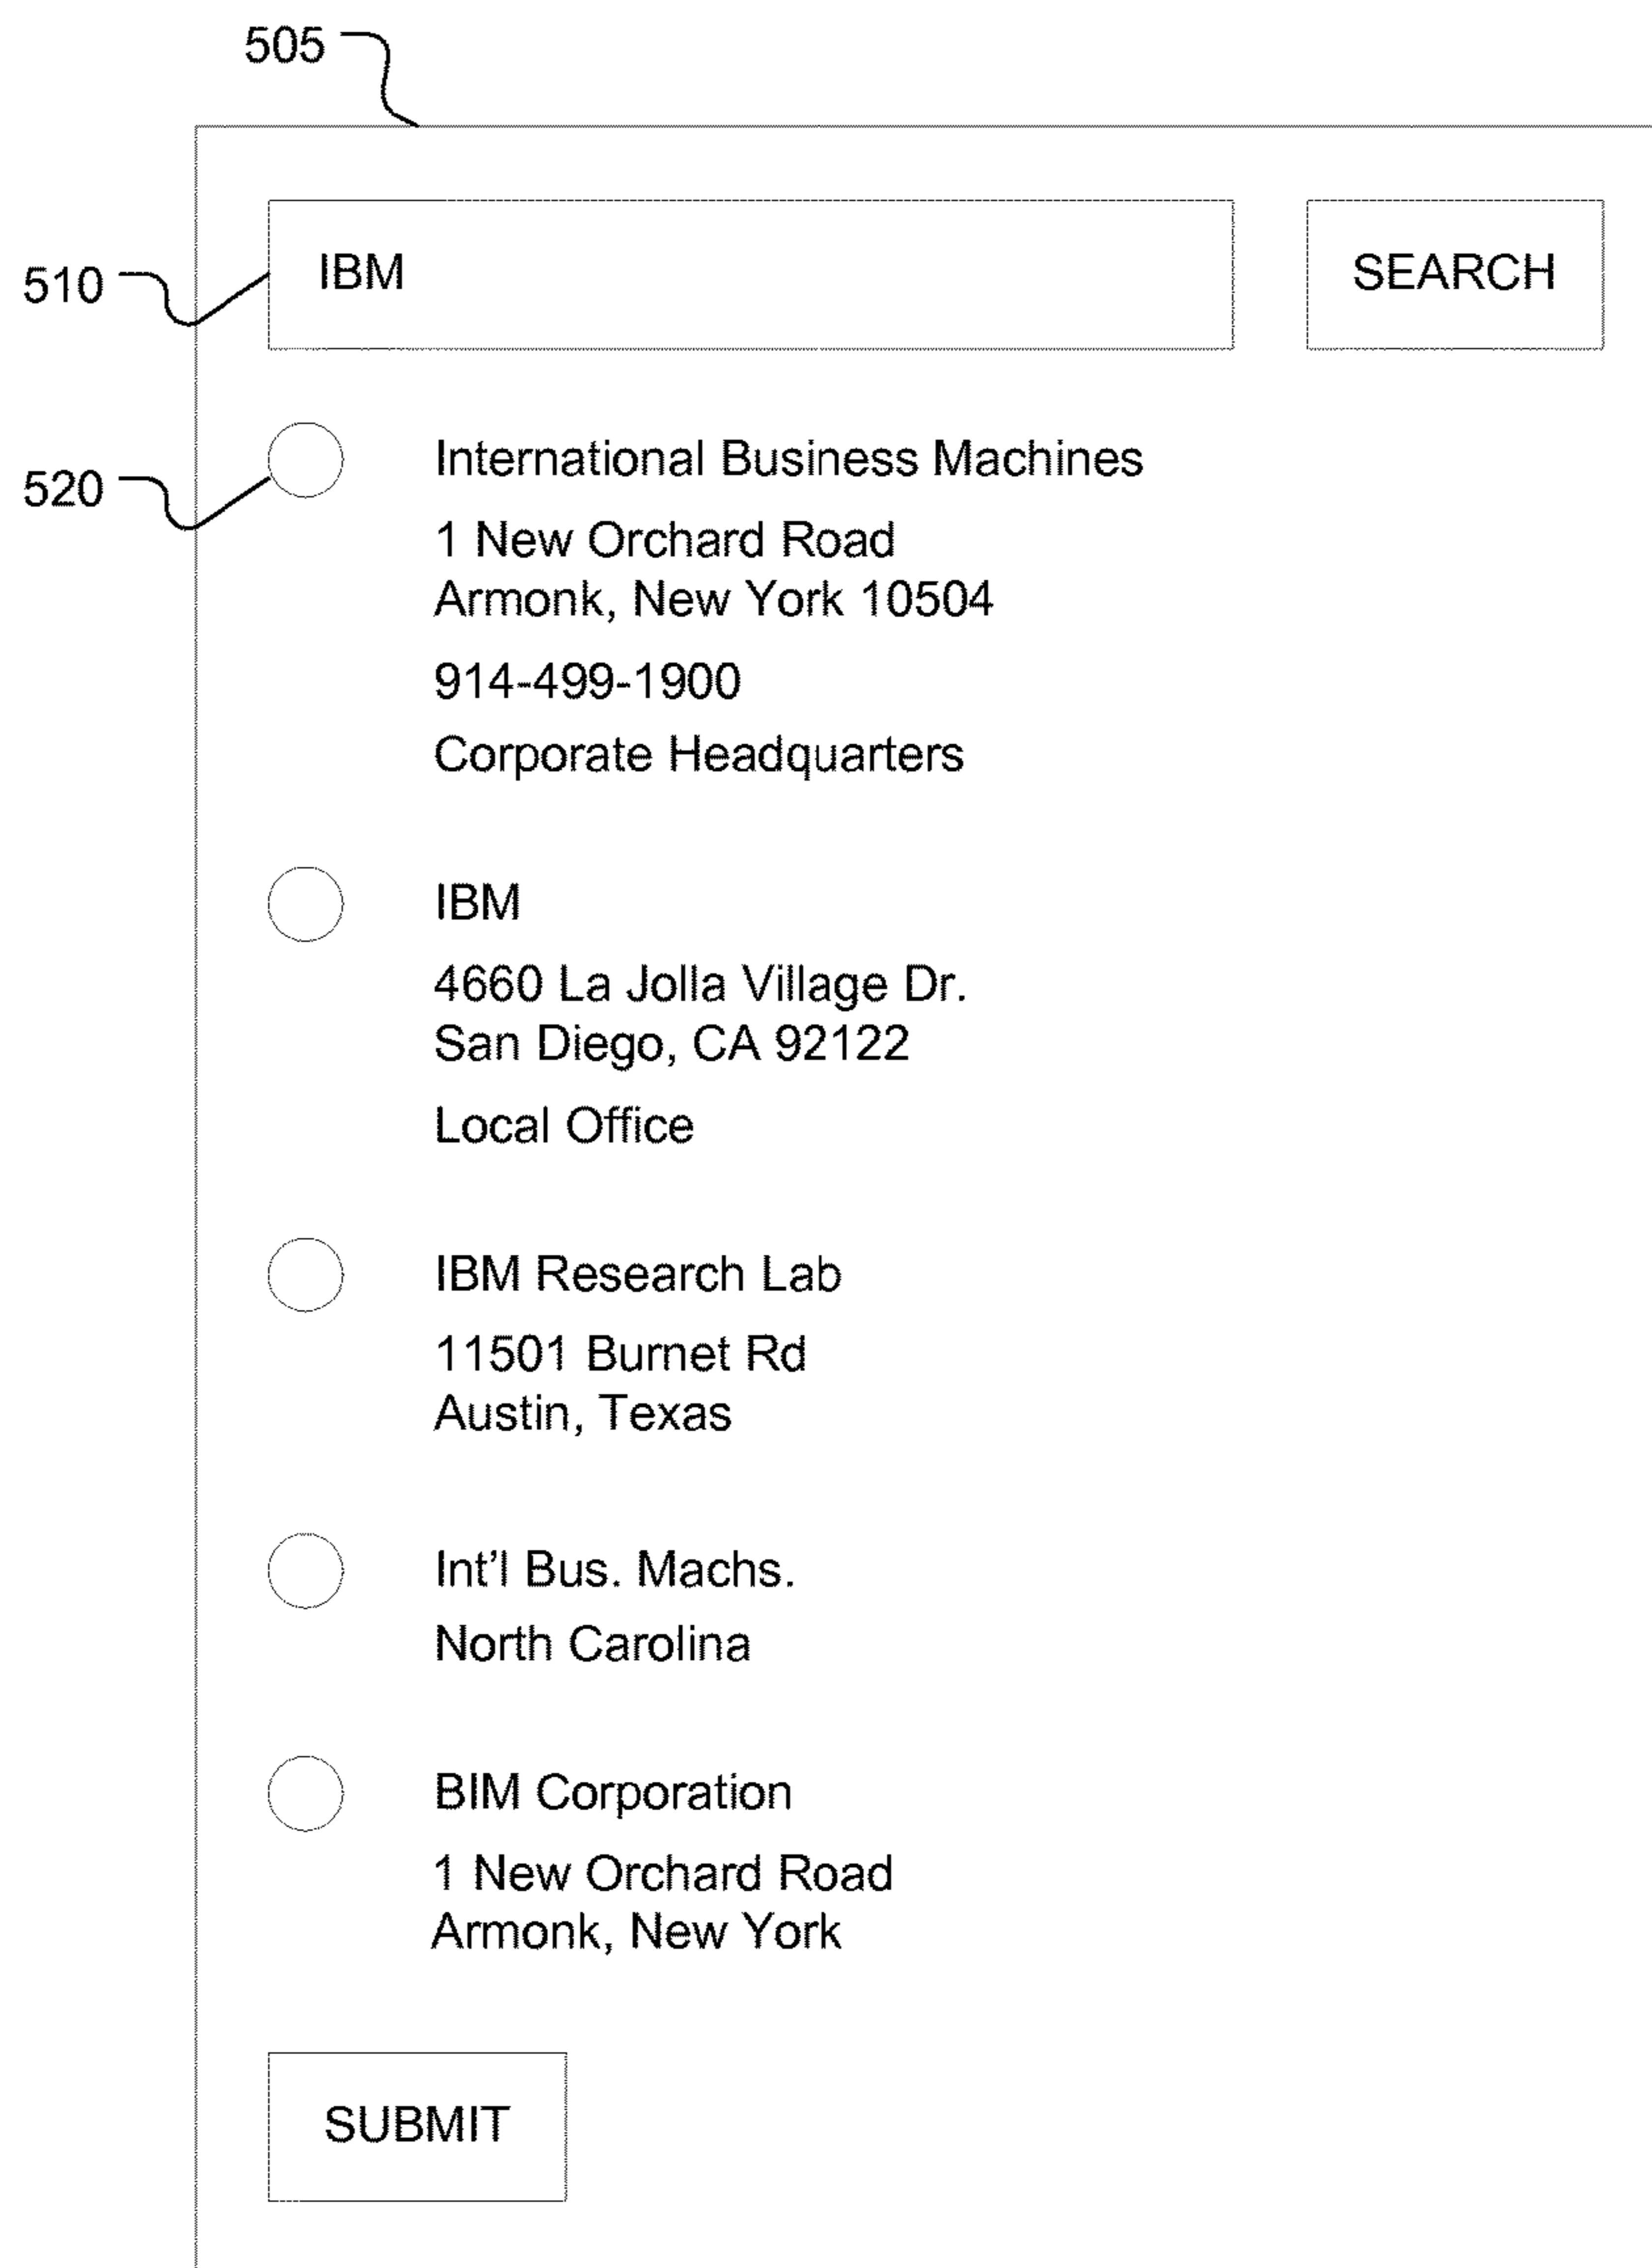 505
510
IBM
SEARCH
520
International Business Machines
1 New Orchard Road
Armonk, New York 10504
914-499-1900
Corporate Headquarters
IBM
4660 La Jolla Village Dr.
San Diego, CA 92122
Local Office
IBM Research Lab
11501 Burnet Rd
Austin, Texas
Int’l Bus. Machs.
North Carolina
BIM Corporation
1 New Orchard Road
Armonk, New York
SUBMIT